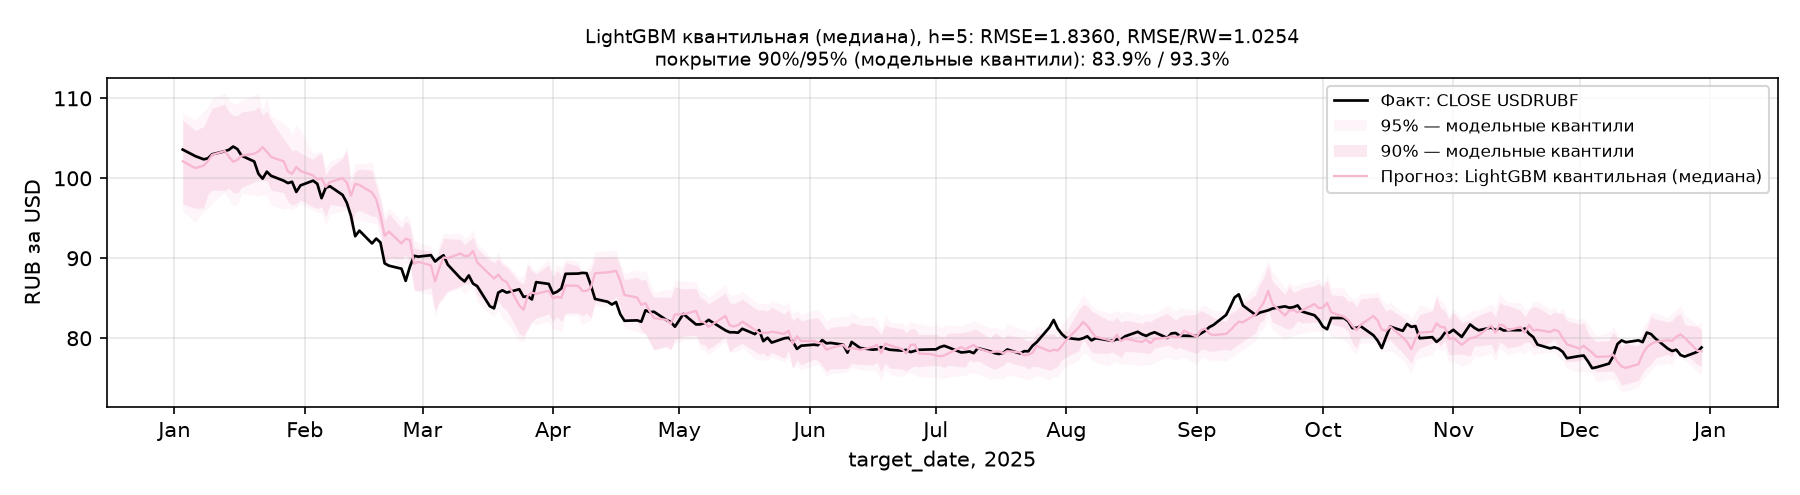 LightGBM квантильная (медиана), h=5: RMSE=1.8360, RMSE/RW=1.0254
покрытие 90%/95% (модельные квантили): 83.9% / 93.3%
Факт: CLOSE USDRUBF
95% — модельные квантили
90% — модельные квантили
Прогноз: LightGBM квантильная (медиана)
RUB за USD
110
100
90
80
Jan Feb Mar Apr May Jun Jul Aug Sep Oct Nov Dec Jan
target_date, 2025